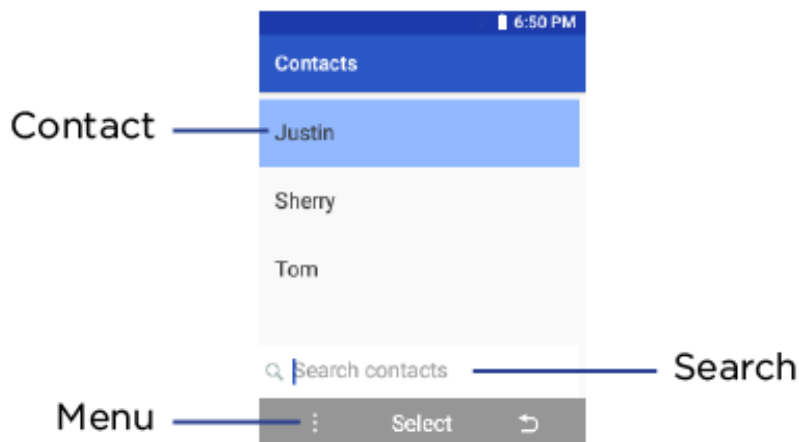 6:50 PM
Contacts
Contact
Justin
Sherry
Tom
Search contacts
Search
Menu
Select